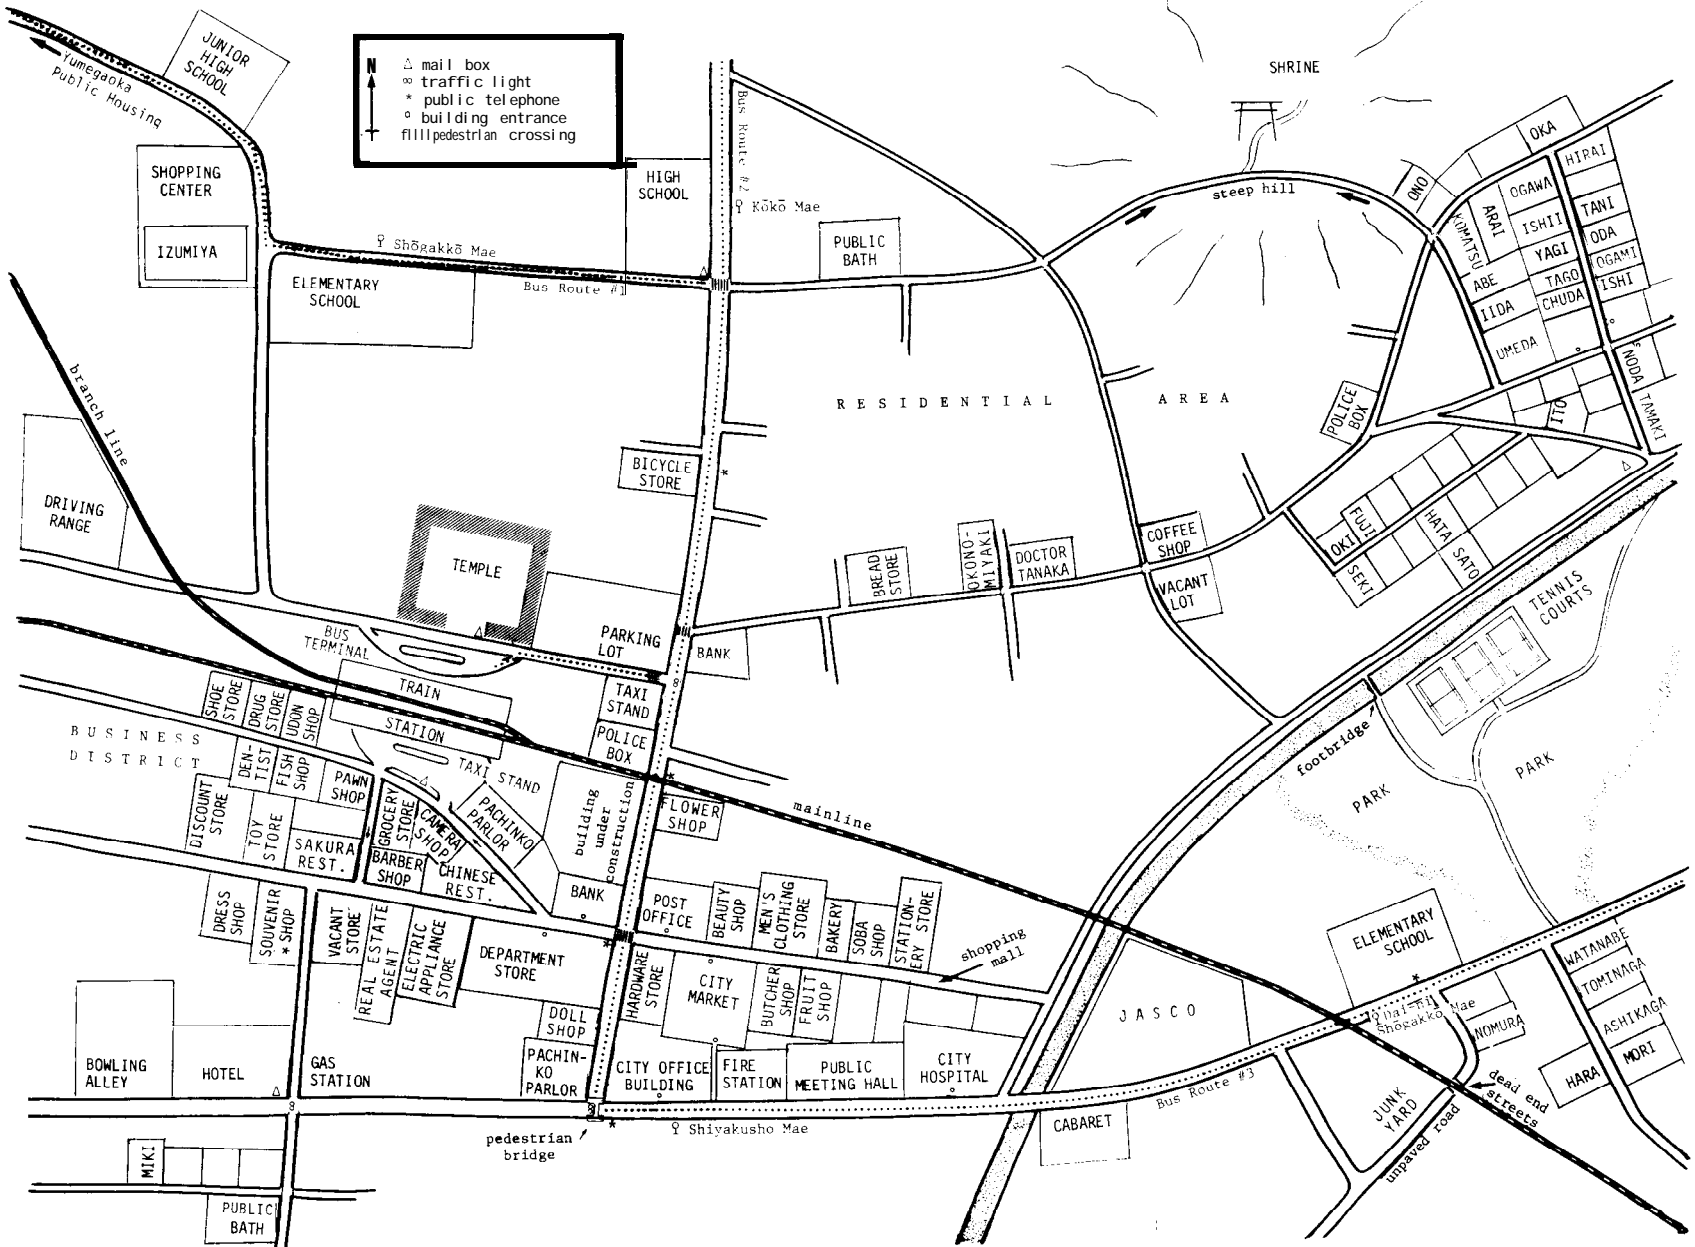 JUNIOR
HIGH
SCHOOL
Yumegaoka
Public Housing
N
△ mail box
∞ traffic light
* public telephone
° building entrance
pedestrian crossing
SHOPPING
CENTER
IZUMIYA
HIGH
SCHOOL
Bus Route #2
Kōkō Mae
Shōgakkō Mae
Bus Route #1
ELEMENTARY
SCHOOL
PUBLIC
BATH
SHRINE
steep hill
ONO
OKA
HIRAI
OGAWA
ARAI
KOMATSU
ISHII
TANI
ODA
YAGI
OGAMI
ABE
TAGO
ISHI
CHUDA
IIDA
UMEDA
NODA
TAMAKI
ITO
branch line
RESIDENTIAL AREA
POLICE
BOX
BICYCLE
STORE
DRIVING
RANGE
TEMPLE
BREAD
STORE
OKONO-
MIYAKI
DOCTOR
TANAKA
COFFEE
SHOP
VACANT
LOT
OKI
FUJI
HATA
SATO
SEKI
TENNIS
COURTS
BUS
TERMINAL
PARKING
LOT
BANK
TRAIN
STATION
TAXI
STAND
POLICE
BOX
SHOE
STORE
DRUG
STORE
UDON
SHOP
BUSINESS
DISTRICT
DEN-
TIST
FISH
SHOP
PAWN
SHOP
TAXI STAND
footbridge
PARK
PARK
DISCOUNT
STORE
TOY
STORE
SAKURA
REST.
GROCERY
STORE
CAMERA
SHOP
PACHINKO
PARLOR
building
under
construction
FLOWER
SHOP
mainline
BARBER
SHOP
CHINESE
REST.
BANK
DRESS
SHOP
SOUVENIR
SHOP
VACANT
STORE
REAL ESTATE
AGENT
ELECTRIC
APPLIANCE
STORE
DEPARTMENT
STORE
POST
OFFICE
BEAUTY
SHOP
MEN'S
CLOTHING
STORE
BAKERY
SOBA
SHOP
STATION-
ERY STORE
shopping
mall
HARDWARE
STORE
CITY
MARKET
BUTCHER
SHOP
FRUIT
SHOP
JASCO
ELEMENTARY
SCHOOL
Shōgakkō Mae
WATANABE
TOMINAGA
ASHIKAGA
MORI
HARA
NOMURA
BOWLING
ALLEY
HOTEL
GAS
STATION
DOLL
SHOP
PACHIN-
KO
PARLOR
CITY OFFICE
BUILDING
FIRE
STATION
PUBLIC
MEETING HALL
CITY
HOSPITAL
Bus Route #3
JUNK
YARD
dead end
streets
unpaved road
pedestrian
bridge
Shiyakusho Mae
CABARET
MIKI
PUBLIC
BATH